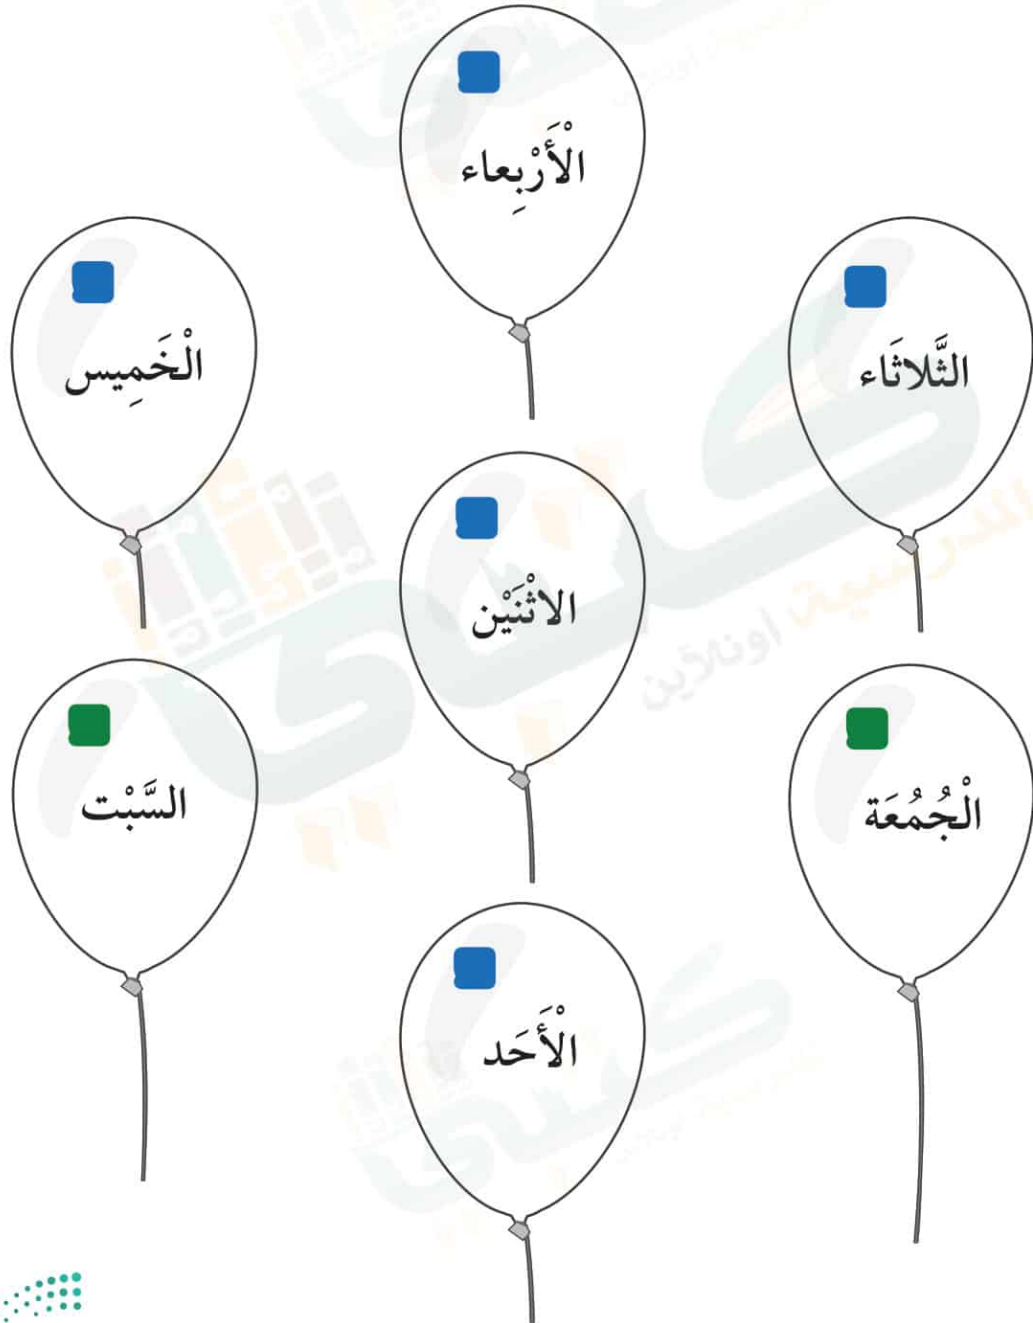 الْأَرْبِعاء
الثَّلاثَاء
الْخَمِيس
الاثْنَيْن
الْجُمُعَة
السَّبْت
الْأَحَد